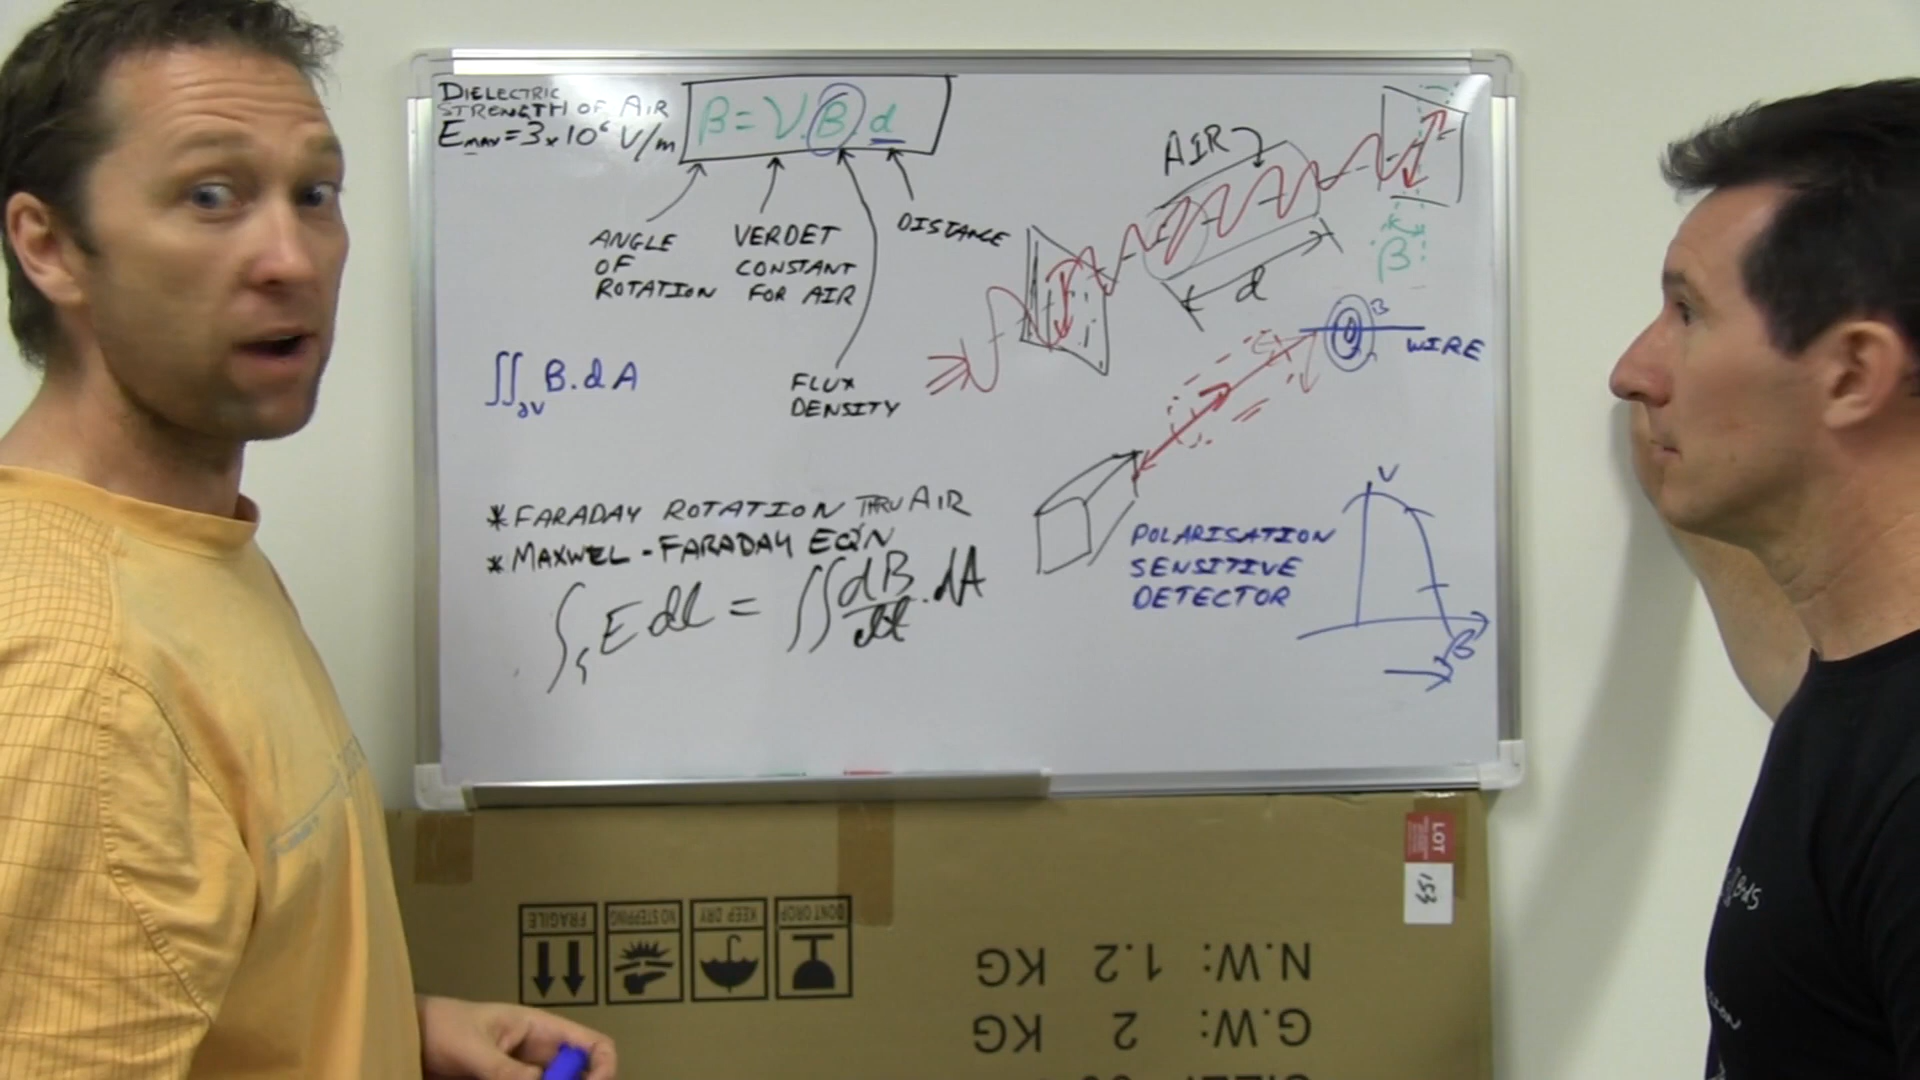 DIELECTRIC
STRENGTH OF AIR
EMAX = 3x10⁶ V/m
β = V.B.d
ANGLE
OF
ROTATION
VERDET
CONSTANT
FOR AIR
FLUX
DENSITY
DISTANCE
AIR
d
β
B
WIRE
∬∂V B.dA
* FARADAY ROTATION THRU AIR
* MAXWEL - FARADAY EQ'N
∫S E dl = ∬ dB/dt . dA
POLARISATION
SENSITIVE
DETECTOR
V
β
LOT
153
FRAGILE
NO STEPPING
KEEP DRY
DONT DROP
N.W: 1.2 KG
G.W: 2 KG